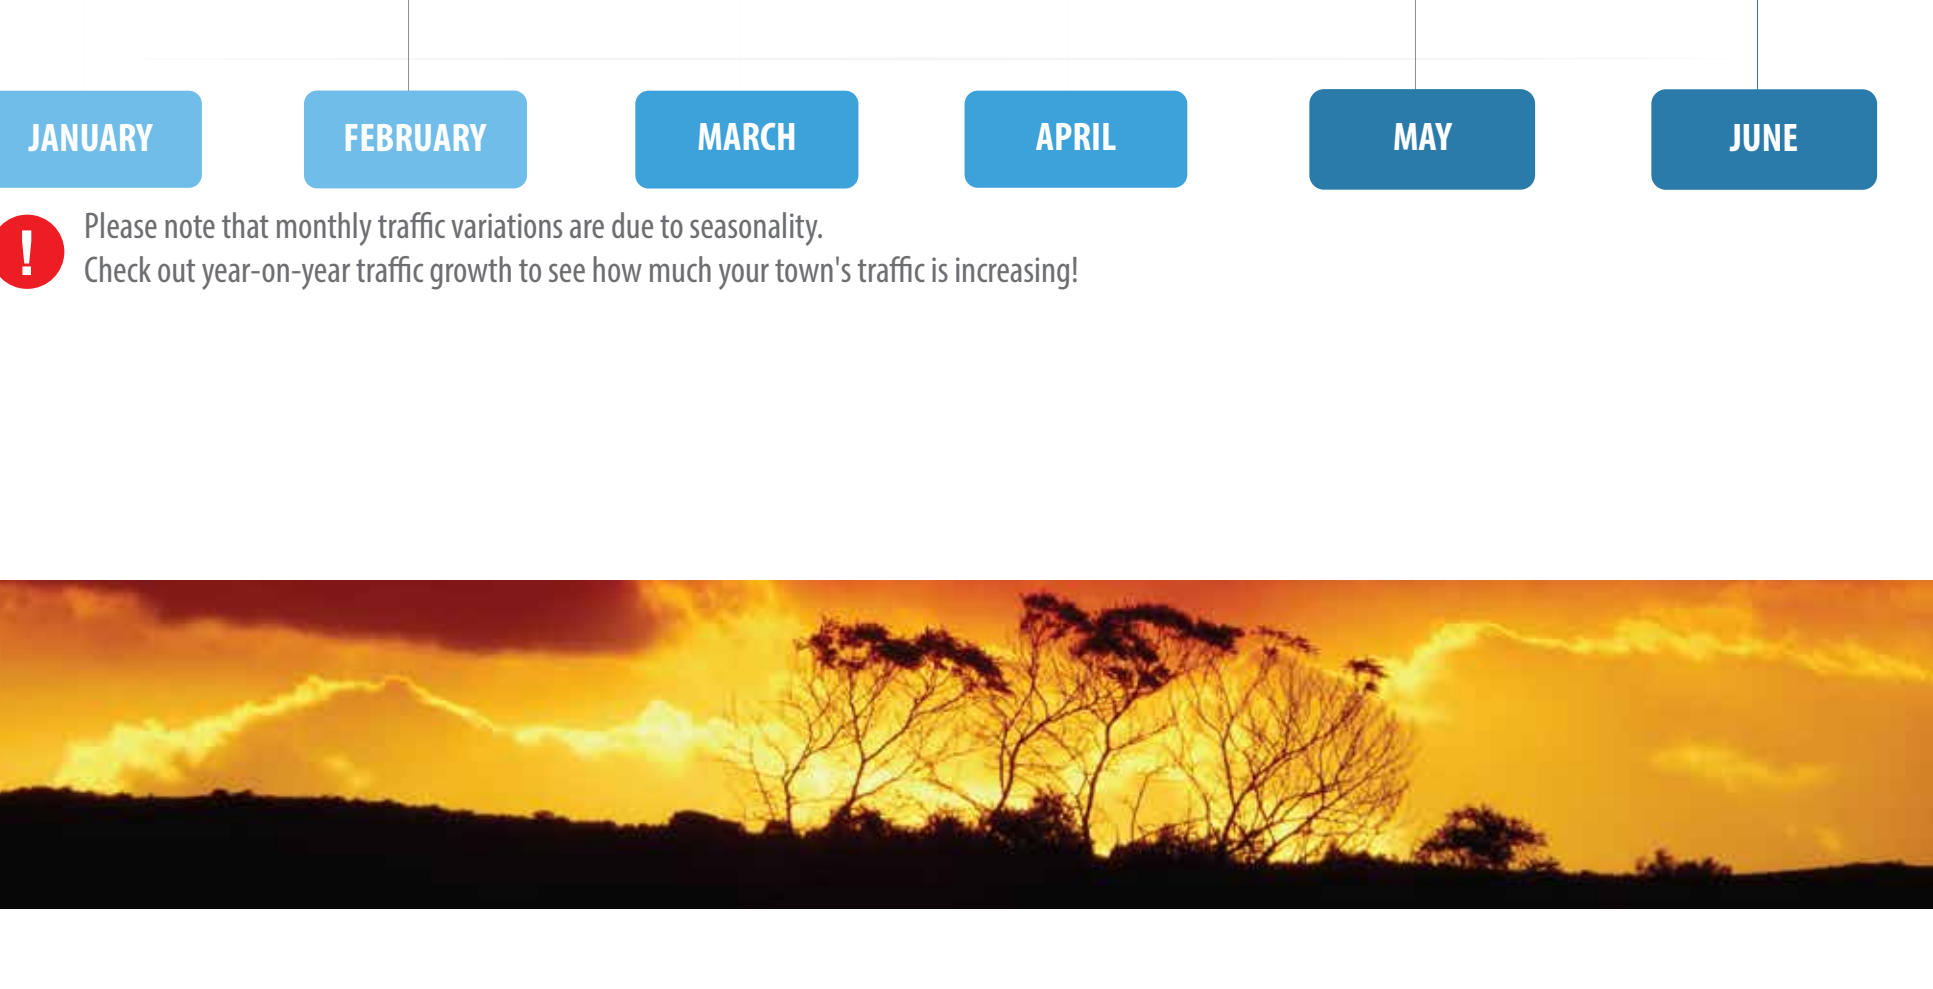 JANUARY FEBRUARY MARCH APRIL MAY JUNE
!
Please note that monthly traffic variations are due to seasonality.
Check out year-on-year traffic growth to see how much your town's traffic is increasing!